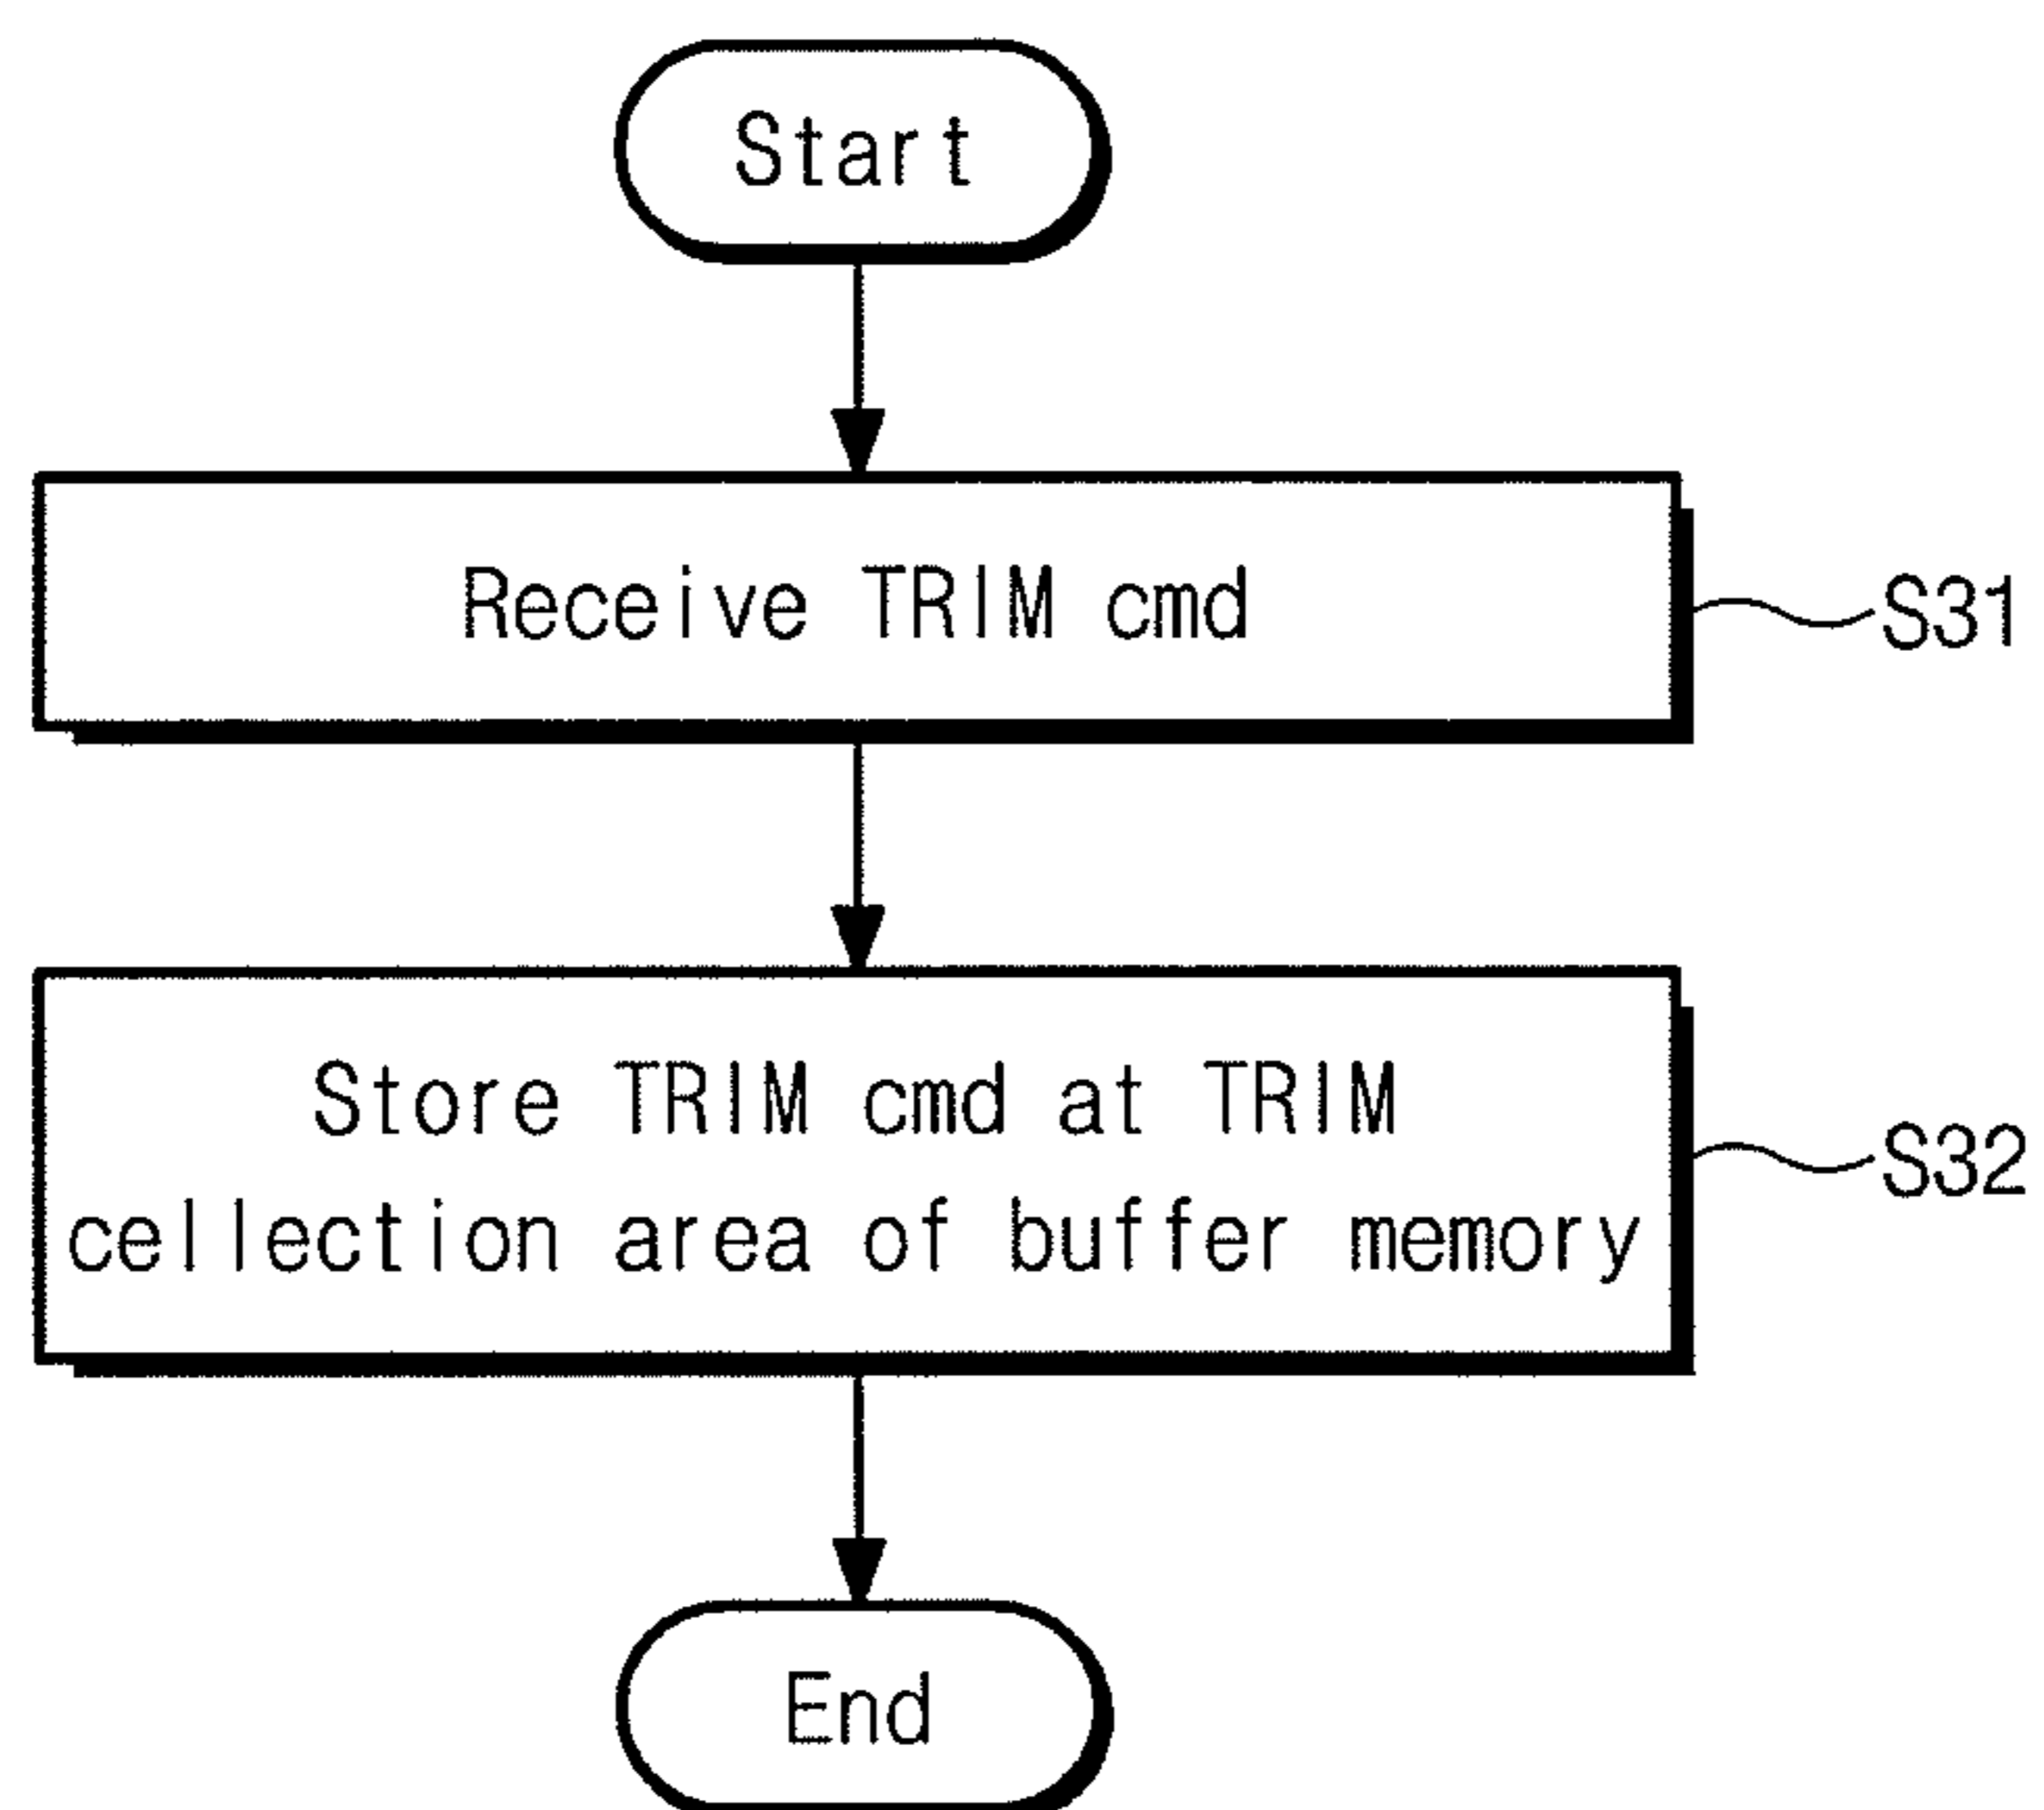 Start
Receive TRIM cmd
S31
Store TRIM cmd at TRIM
cellection area of buffer memory
S32
End